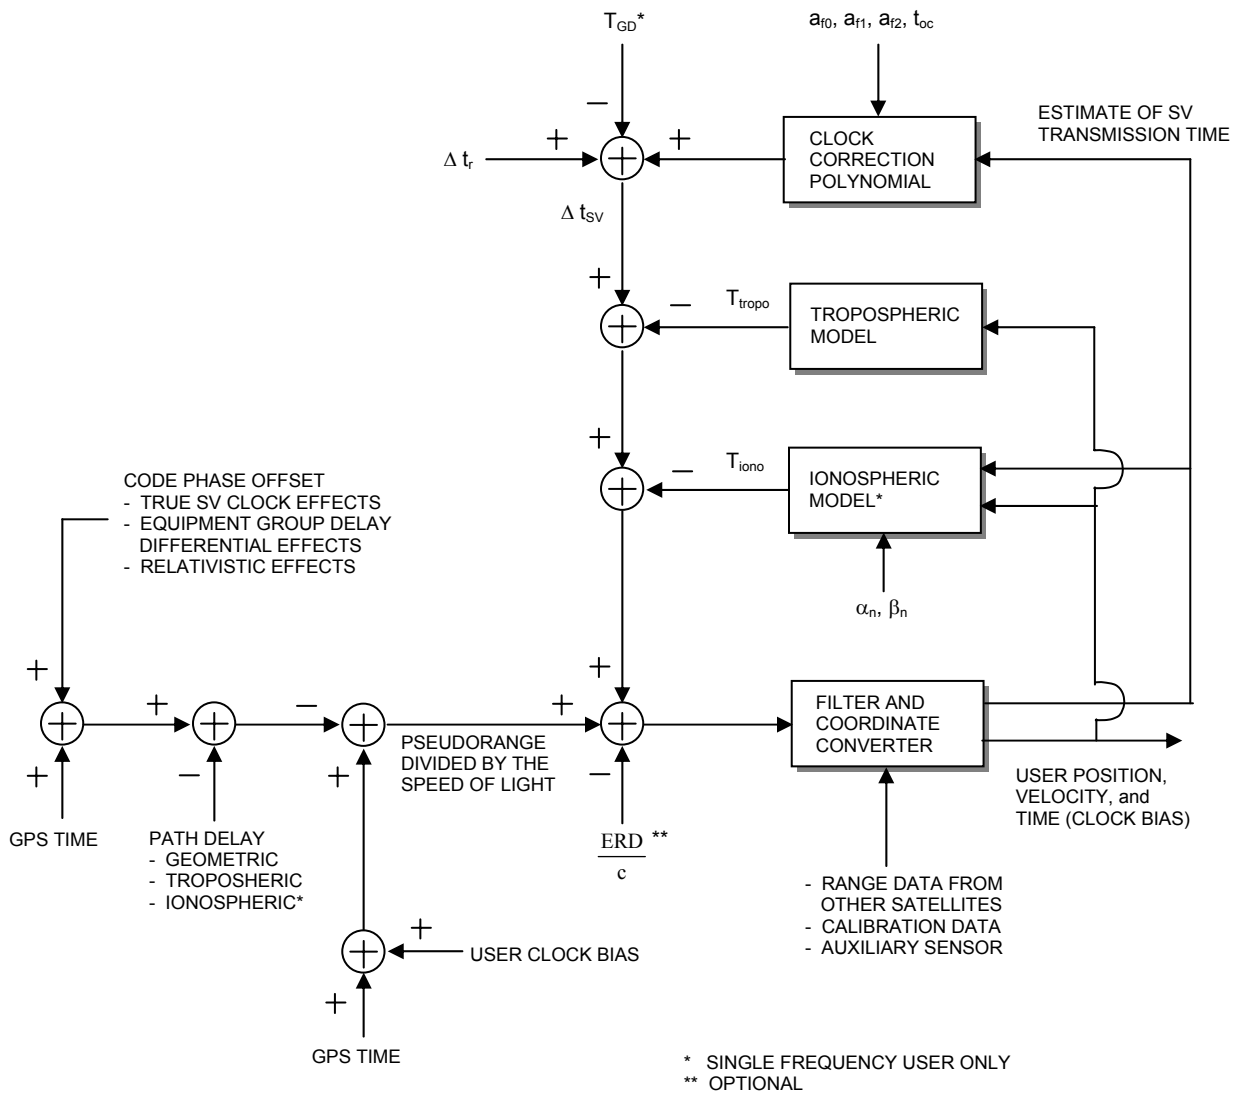 T_GD*
a_f0, a_f1, a_f2, t_oc
ESTIMATE OF SV
TRANSMISSION TIME
−
+
+
+
Δ t_r
CLOCK
CORRECTION
POLYNOMIAL
Δ t_SV
+
−
T_tropo
+
TROPOSPHERIC
MODEL
+
−
T_iono
+
IONOSPHERIC
MODEL*
α_n, β_n
CODE PHASE OFFSET
- TRUE SV CLOCK EFFECTS
- EQUIPMENT GROUP DELAY
DIFFERENTIAL EFFECTS
- RELATIVISTIC EFFECTS
+
+
+
GPS TIME
+
+
−
PATH DELAY
- GEOMETRIC
- TROPOSHERIC
- IONOSPHERIC*
−
+
+
PSEUDORANGE
DIVIDED BY THE
SPEED OF LIGHT
+
+
+
−
ERD **
c
FILTER AND
COORDINATE
CONVERTER
USER POSITION,
VELOCITY, and
TIME (CLOCK BIAS)
- RANGE DATA FROM
OTHER SATELLITES
- CALIBRATION DATA
- AUXILIARY SENSOR
+
+
USER CLOCK BIAS
+
GPS TIME
* SINGLE FREQUENCY USER ONLY
** OPTIONAL